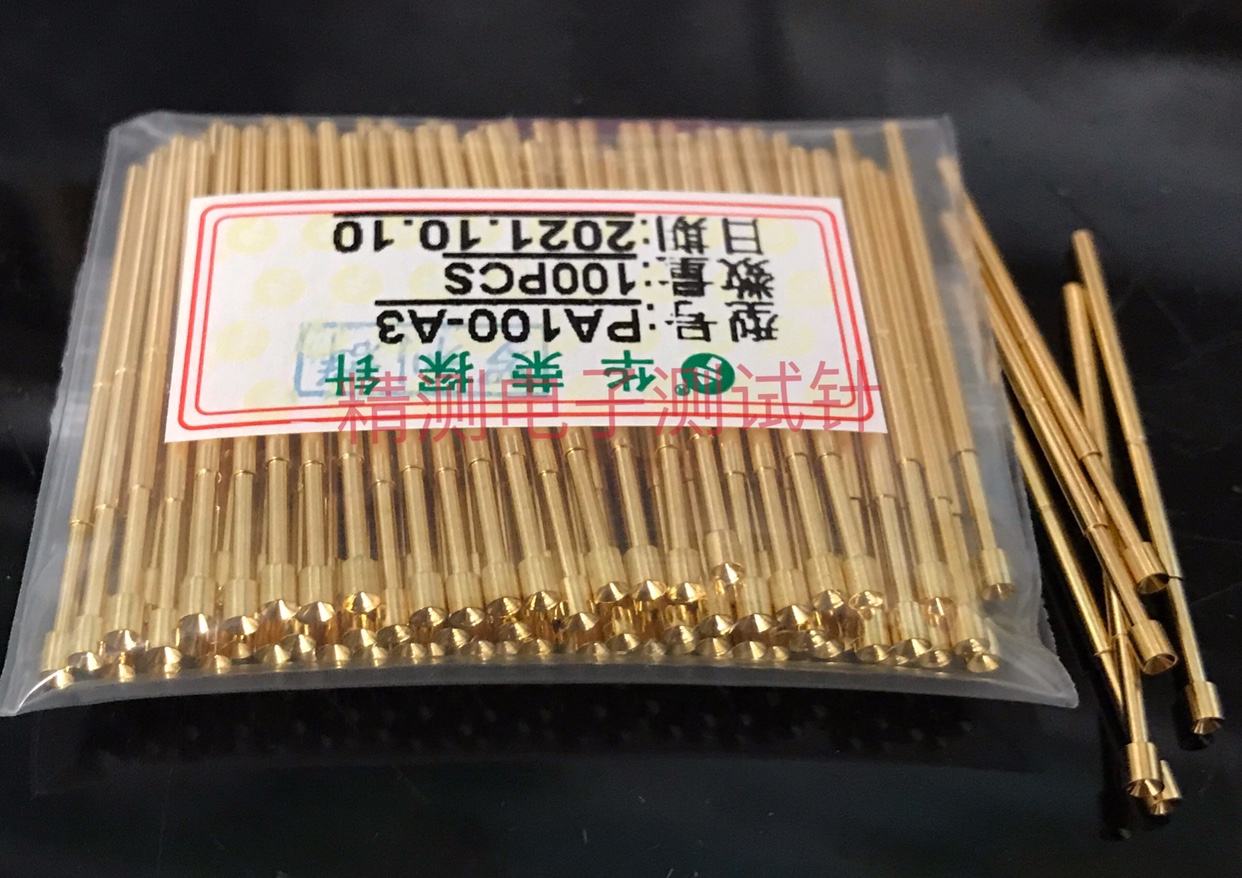 华荣探针
型号:PA100-A3
数量:100PCS
日期:2021.10.10
精测电子测试针